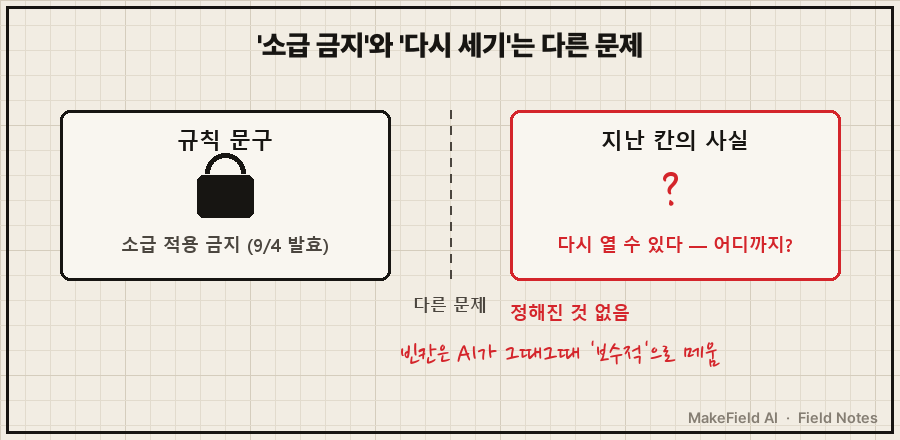 '소급 금지'와 '다시 세기'는 다른 문제
규칙 문구
소급 적용 금지 (9/4 발효)
지난 칸의 사실
?
다시 열 수 있다 — 어디까지?
다른 문제
정해진 것 없음
빈칸은 AI가 그때그때 '보수적'으로 메움
MakeField AI · Field Notes